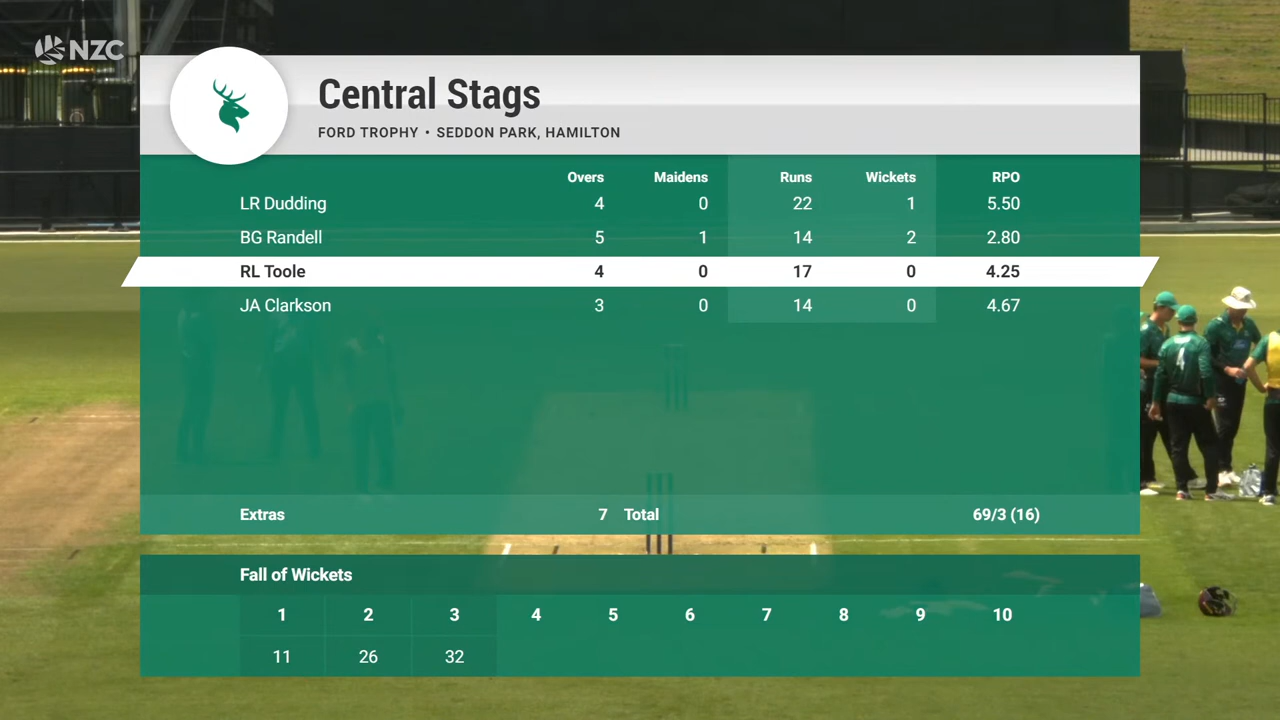 NZC
Central Stags
FORD TROPHY • SEDDON PARK, HAMILTON
Overs Maidens Runs Wickets RPO
LR Dudding 4 0 22 1 5.50
BG Randell 5 1 14 2 2.80
RL Toole 4 0 17 0 4.25
JA Clarkson 3 0 14 0 4.67
4
Extras 7 Total 69/3 (16)
Fall of Wickets
1 2 3 4 5 6 7 8 9 10
11 26 32